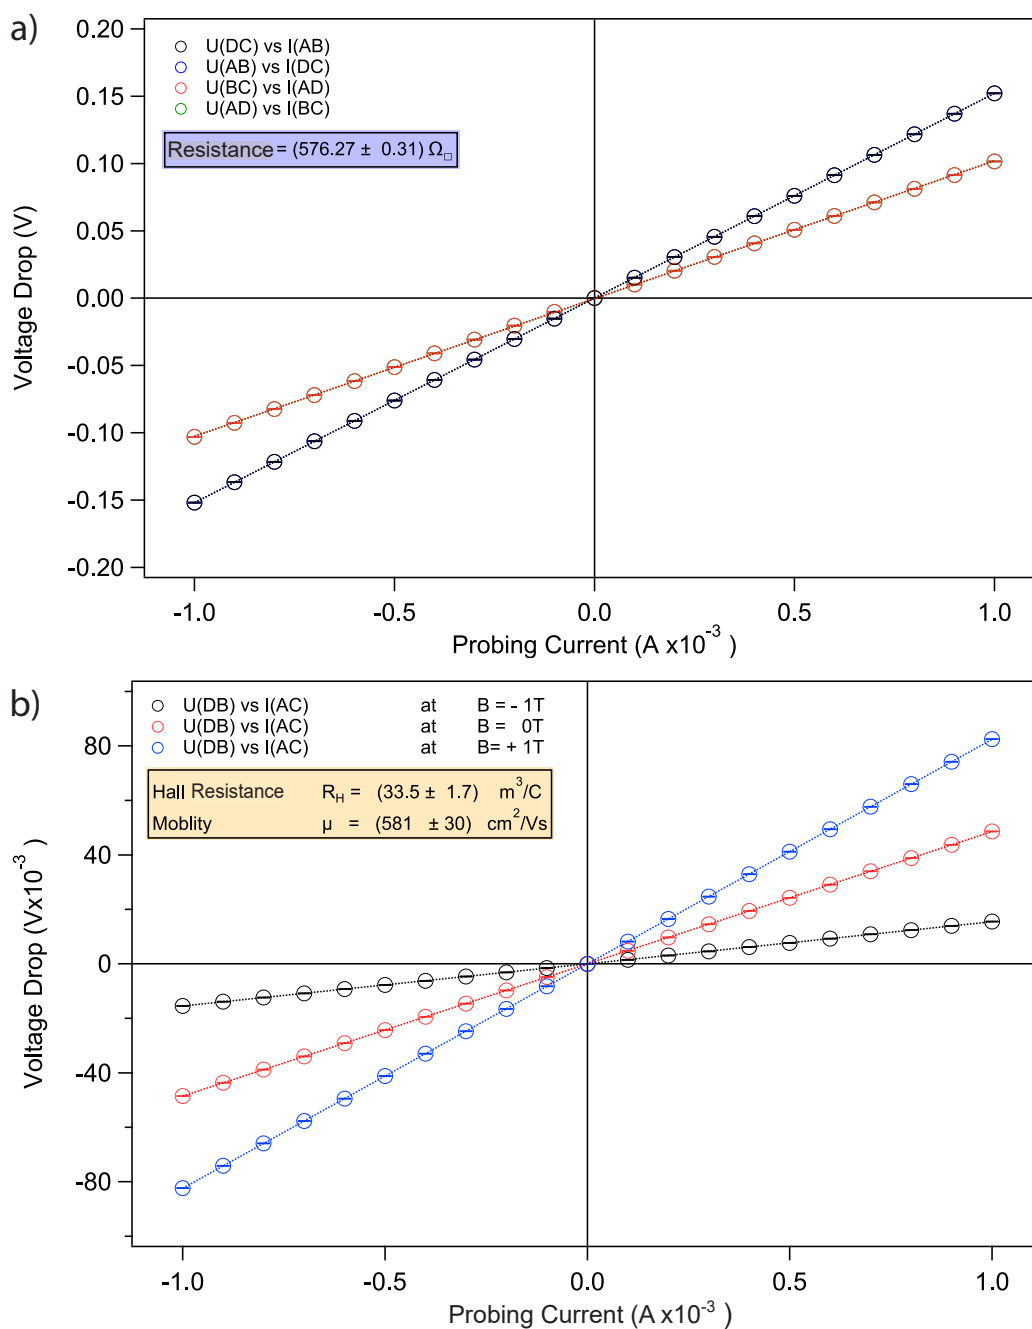 a)
0.20
0.15
0.10
0.05
0.00
-0.05
-0.10
-0.15
-0.20
Voltage Drop (V)
U(DC) vs I(AB)
U(AB) vs I(DC)
U(BC) vs I(AD)
U(AD) vs I(BC)
Resistance = (576.27 ± 0.31) Ω□
-1.0 -0.5 0.0 0.5 1.0
Probing Current (A x10⁻³ )
b)
80
40
0
-40
-80
Voltage Drop (Vx10⁻³)
U(DB) vs I(AC) at B = - 1T
U(DB) vs I(AC) at B = 0T
U(DB) vs I(AC) at B= + 1T
Hall Resistance R_H = (33.5 ± 1.7) m³/C
Moblity µ = (581 ± 30) cm²/Vs
-1.0 -0.5 0.0 0.5 1.0
Probing Current (A x10⁻³ )